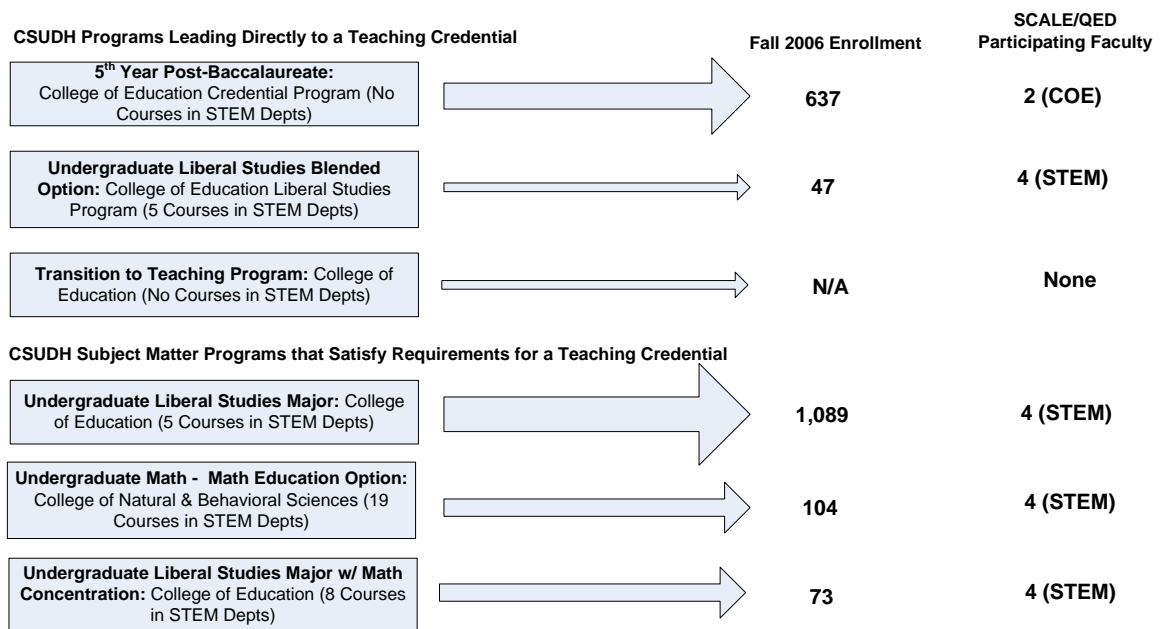 SCALE/QED
Participating Faculty
CSUDH Programs Leading Directly to a Teaching Credential
Fall 2006 Enrollment
5th Year Post-Baccalaureate:
College of Education Credential Program (No
Courses in STEM Depts)
637
2 (COE)
Undergraduate Liberal Studies Blended
Option: College of Education Liberal Studies
Program (5 Courses in STEM Depts)
47
4 (STEM)
Transition to Teaching Program: College of
Education (No Courses in STEM Depts)
N/A
None
CSUDH Subject Matter Programs that Satisfy Requirements for a Teaching Credential
Undergraduate Liberal Studies Major: College
of Education (5 Courses in STEM Depts)
1,089
4 (STEM)
Undergraduate Math - Math Education Option:
College of Natural & Behavioral Sciences (19
Courses in STEM Depts)
104
4 (STEM)
Undergraduate Liberal Studies Major w/ Math
Concentration: College of Education (8 Courses
in STEM Depts)
73
4 (STEM)